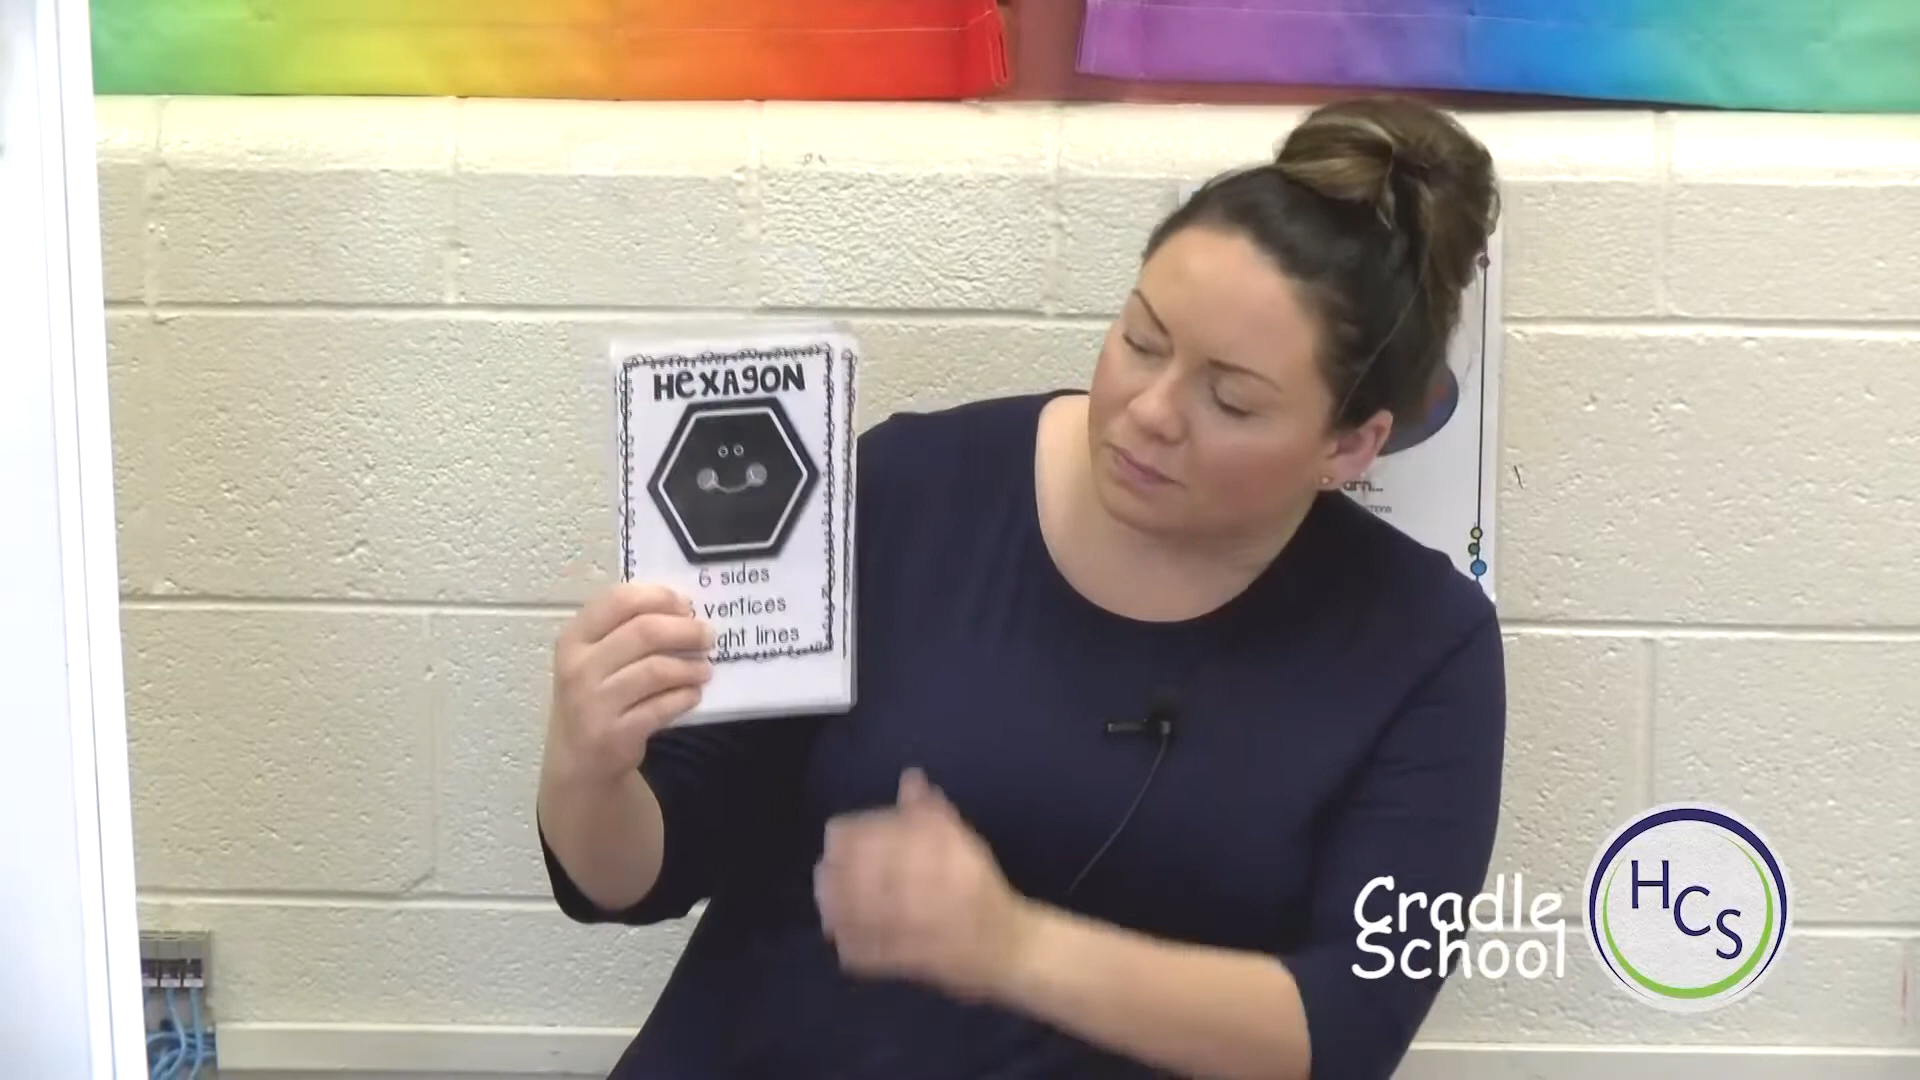 HexAgON
6 sides
vertices
lines
Cradle
School
HCS